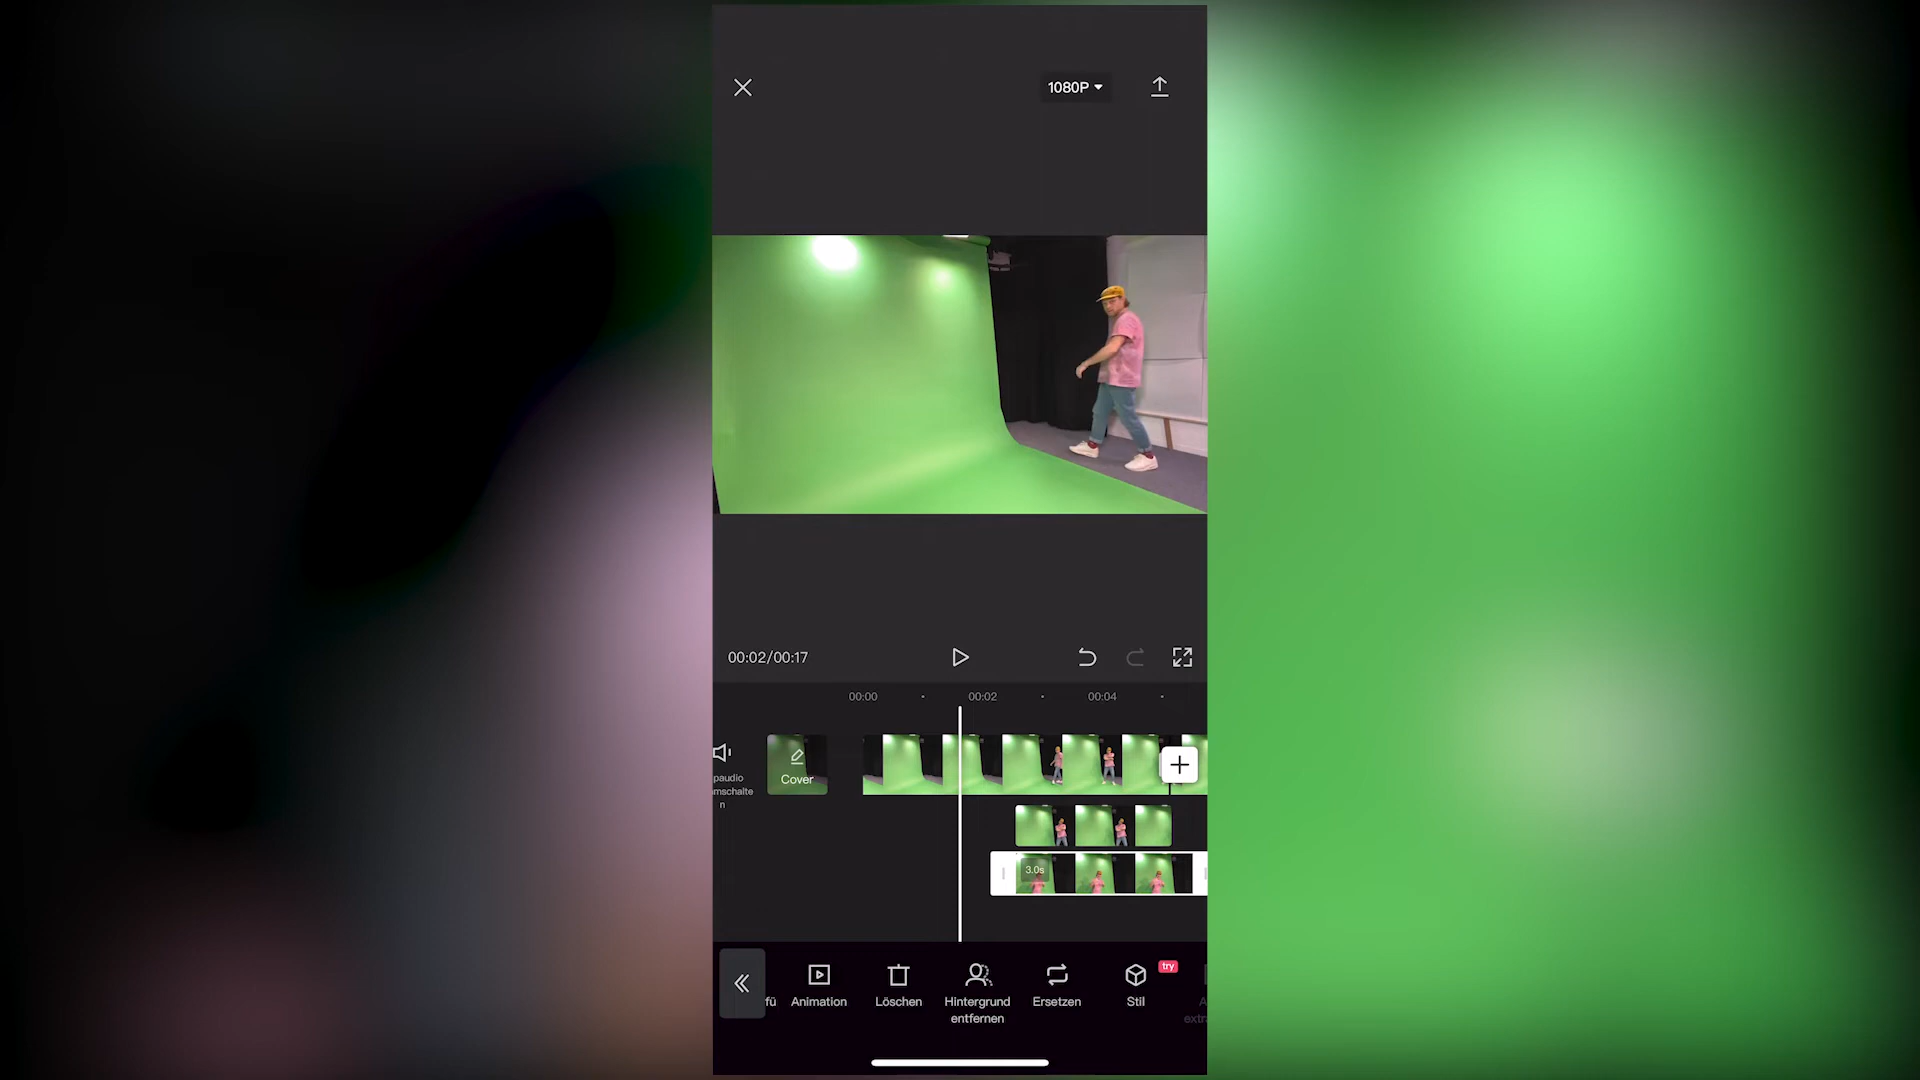 1080P
00:02/00:17
00:00
00:02
00:04
paudio
mschalte
n
Cover
3.0s
fü
Animation
Löschen
Hintergrund
entfernen
Ersetzen
Stil
try
A
extr